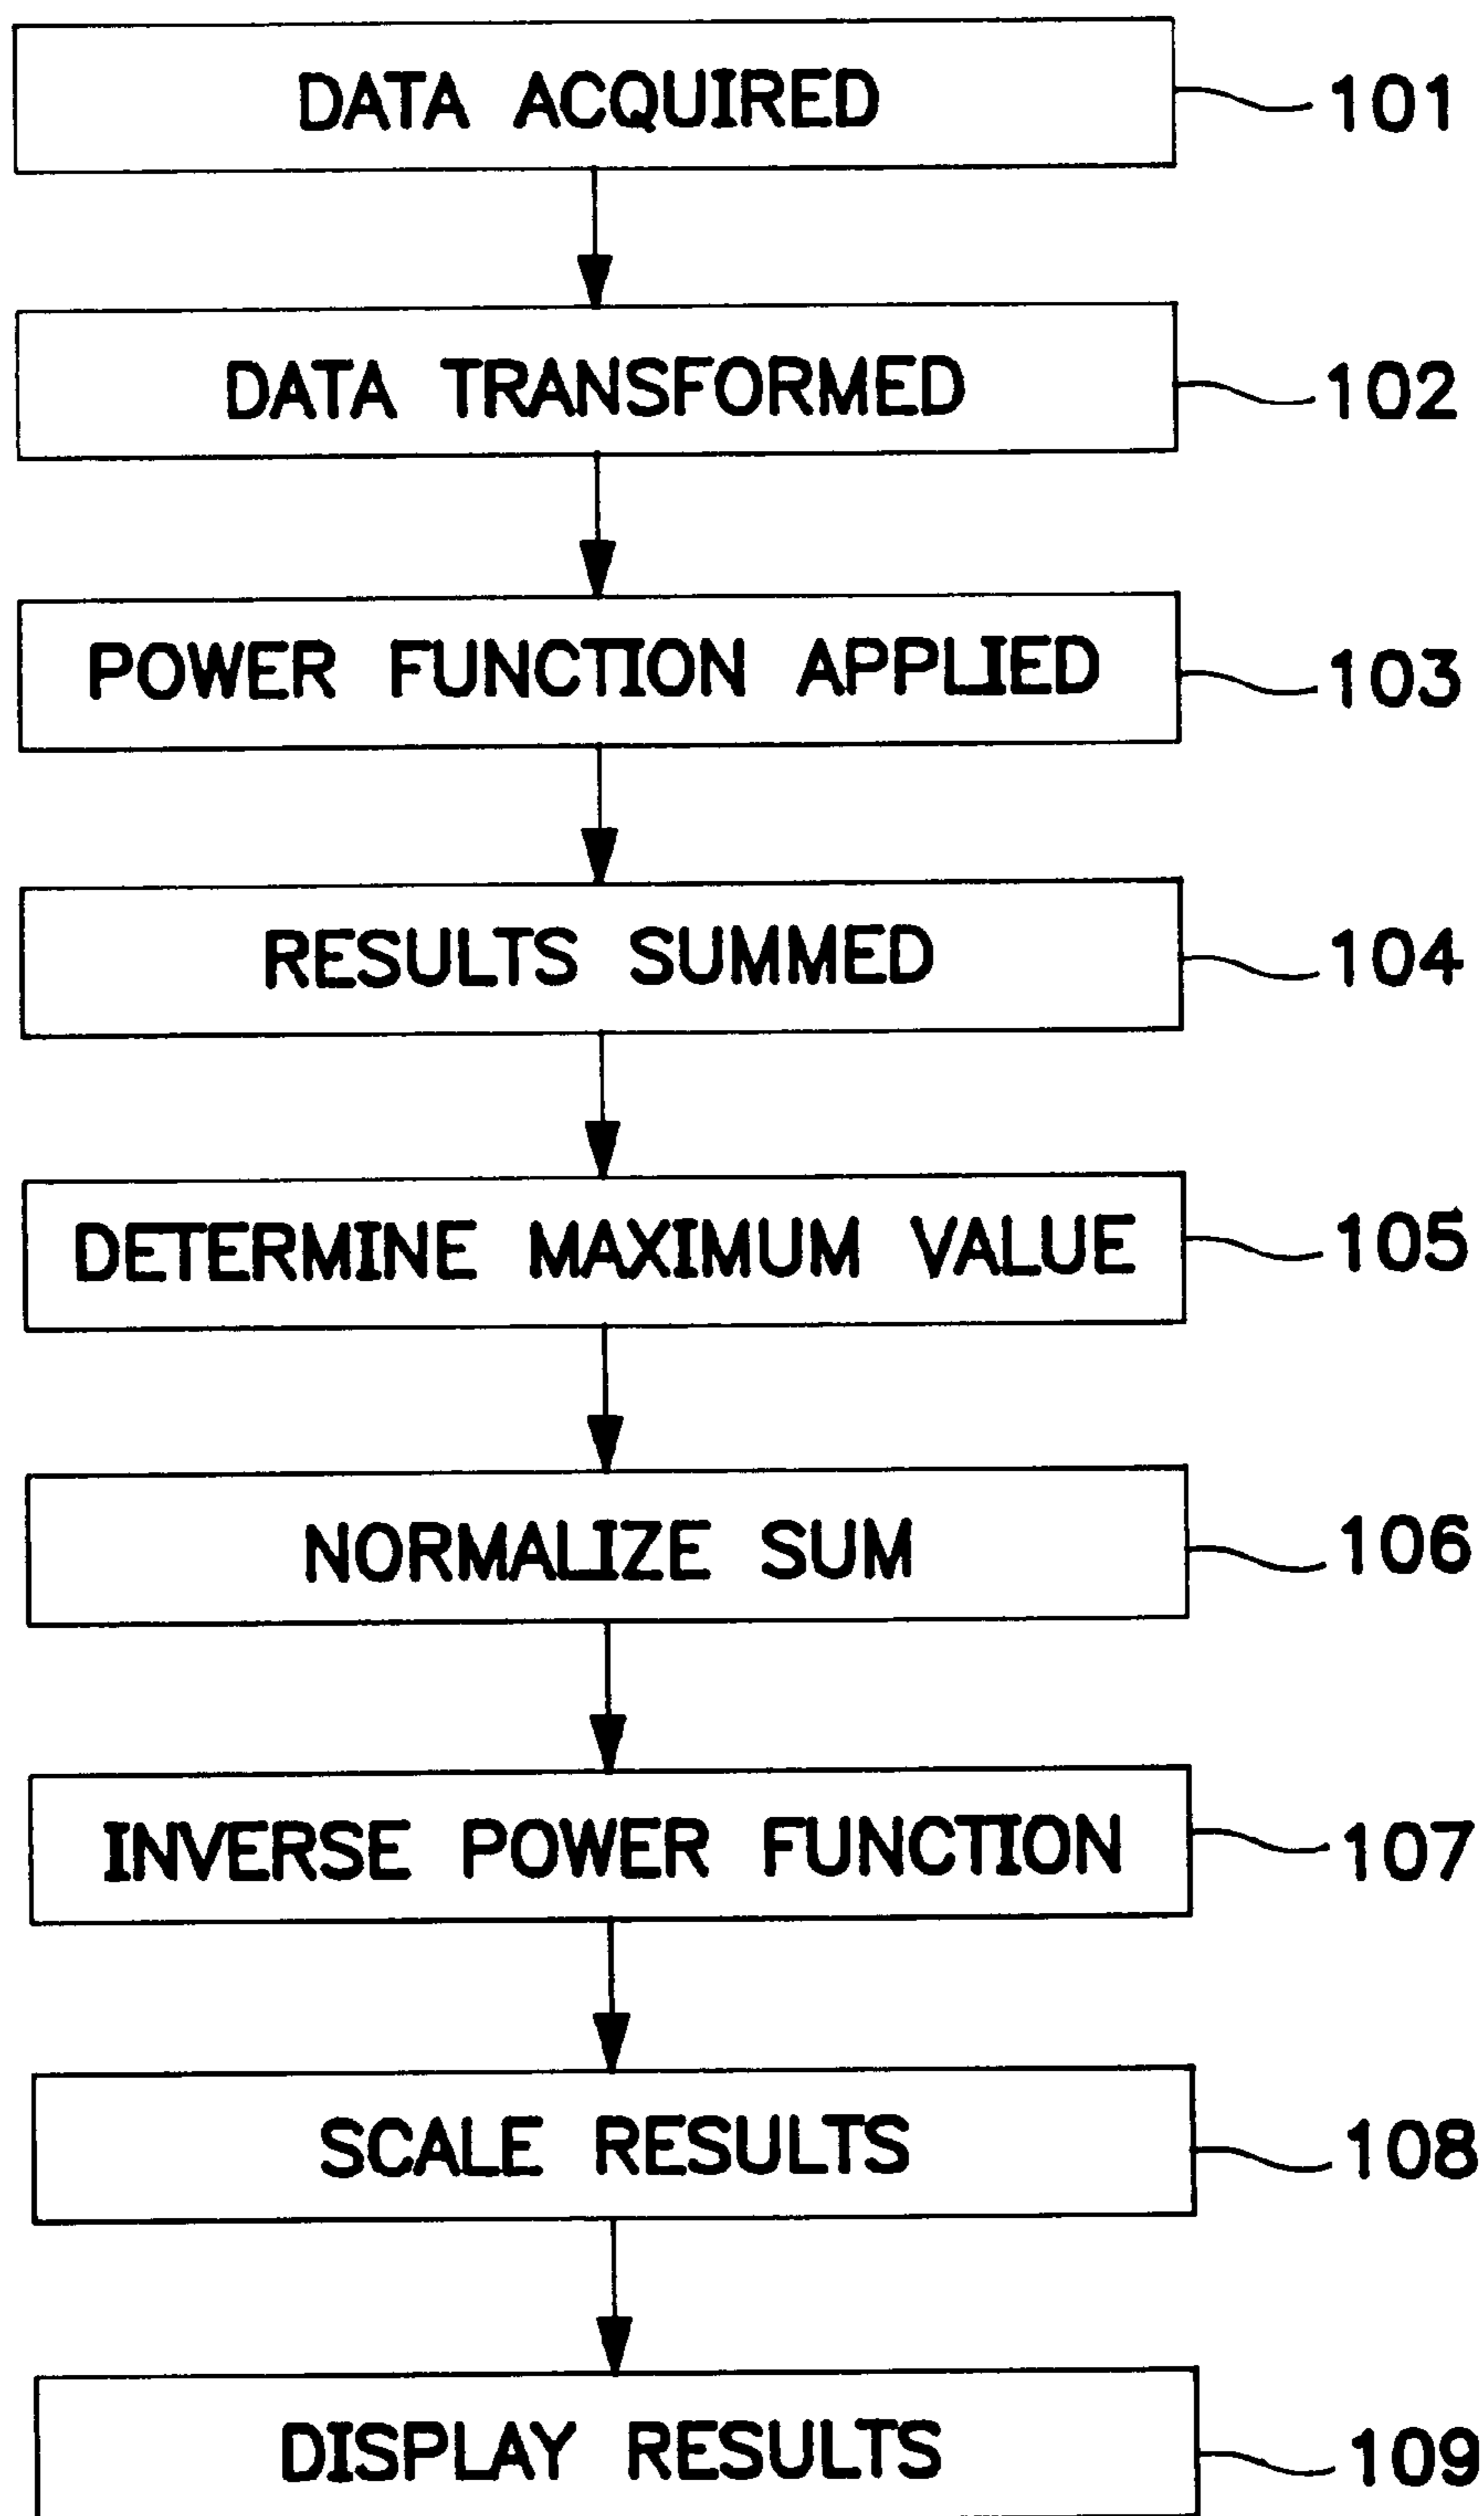 DATA ACQUIRED 101
DATA TRANSFORMED 102
POWER FUNCTION APPLIED 103
RESULTS SUMMED 104
DETERMINE MAXIMUM VALUE 105
NORMALIZE SUM 106
INVERSE POWER FUNCTION 107
SCALE RESULTS 108
DISPLAY RESULTS 109